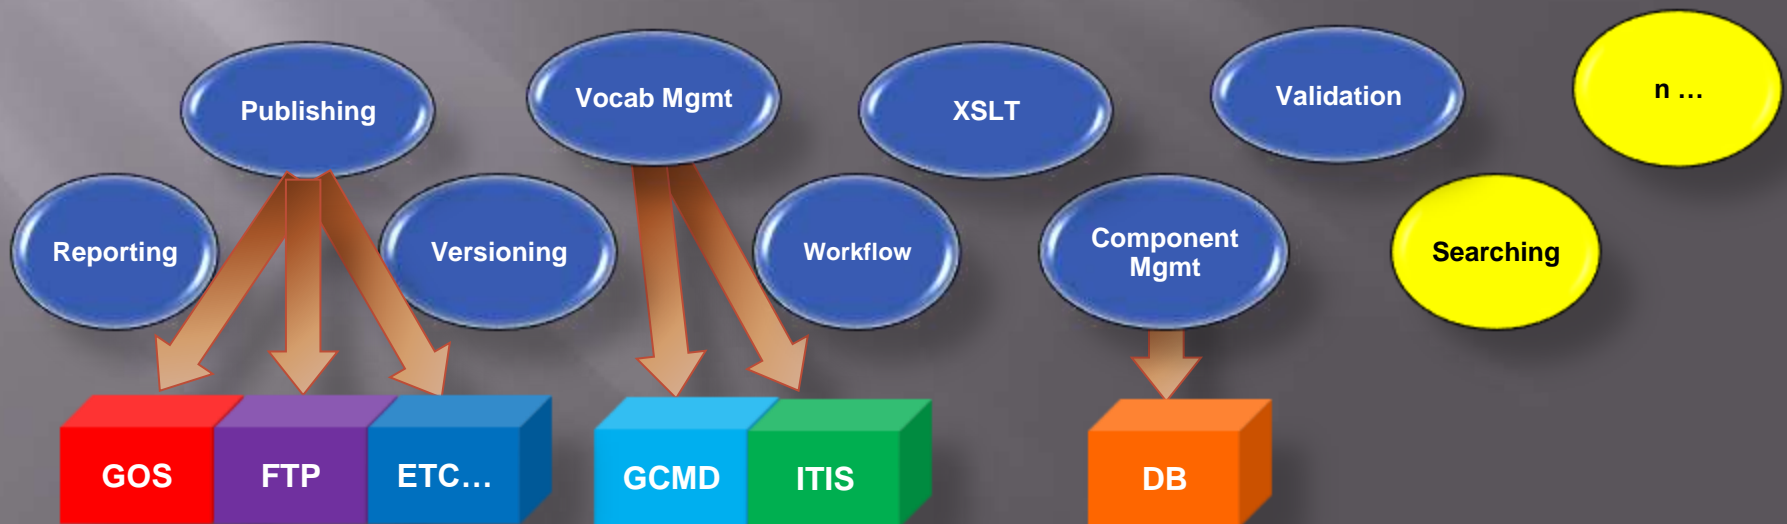 Publishing
Vocab Mgmt
XSLT
Validation
n ...
Reporting
Versioning
Workflow
Component
Mgmt
Searching
GOS
FTP
ETC...
GCMD
ITIS
DB